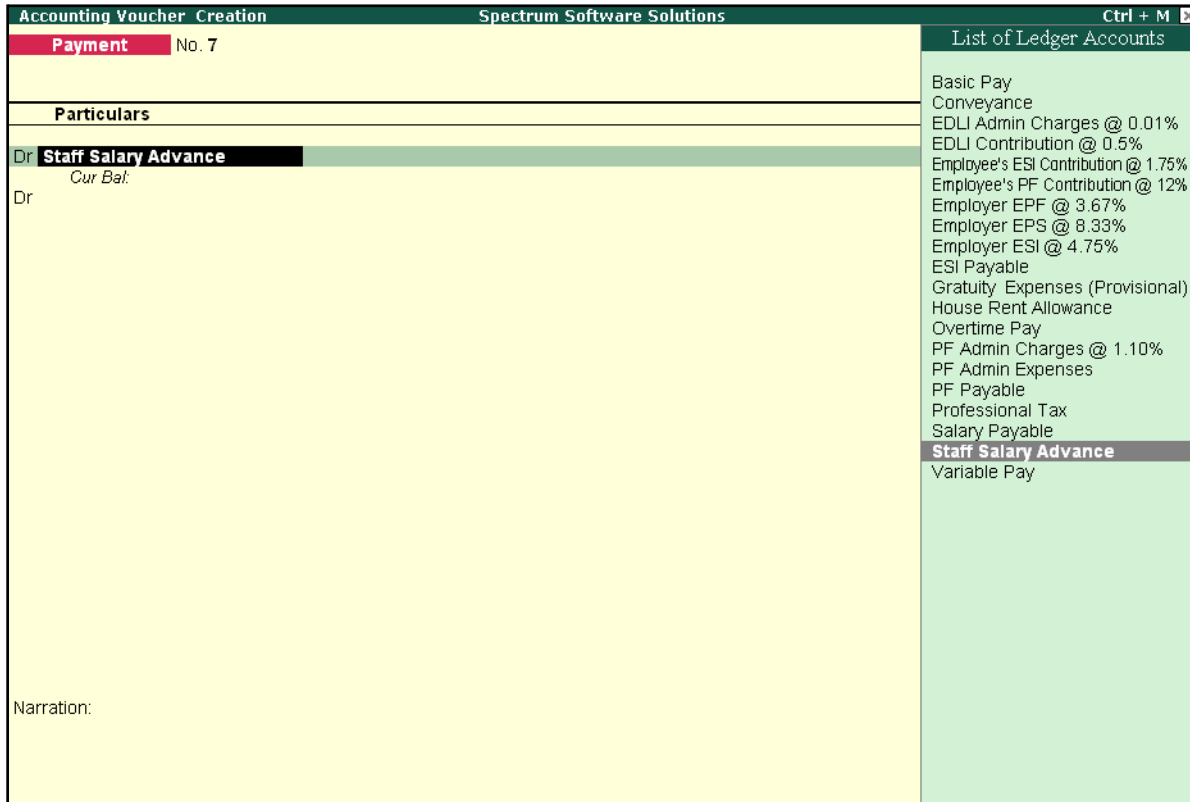 Accounting Voucher Creation Spectrum Software Solutions Ctrl + M
Payment No. 7
Particulars
Dr Staff Salary Advance
Cur Bal:
Dr
Narration:
List of Ledger Accounts
Basic Pay
Conveyance
EDLI Admin Charges @ 0.01%
EDLI Contribution @ 0.5%
Employee's ESI Contribution @ 1.75%
Employee's PF Contribution @ 12%
Employer EPF @ 3.67%
Employer EPS @ 8.33%
Employer ESI @ 4.75%
ESI Payable
Gratuity Expenses (Provisional)
House Rent Allowance
Overtime Pay
PF Admin Charges @ 1.10%
PF Admin Expenses
PF Payable
Professional Tax
Salary Payable
Staff Salary Advance
Variable Pay